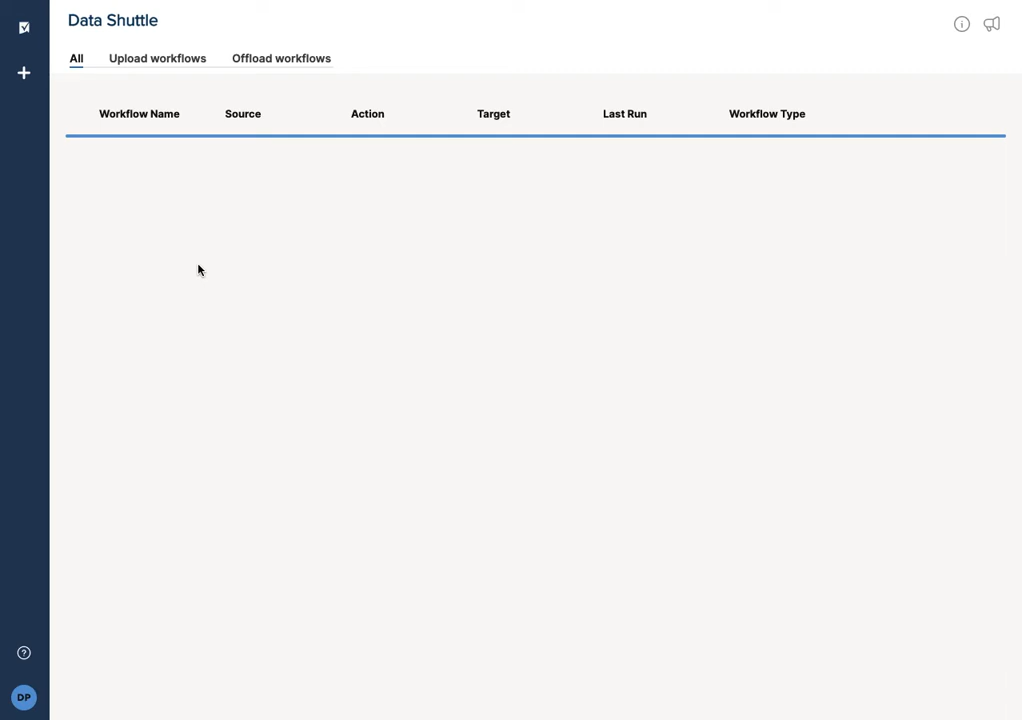 Data Shuttle
All Upload workflows Offload workflows
Workflow Name Source Action Target Last Run Workflow Type
DP